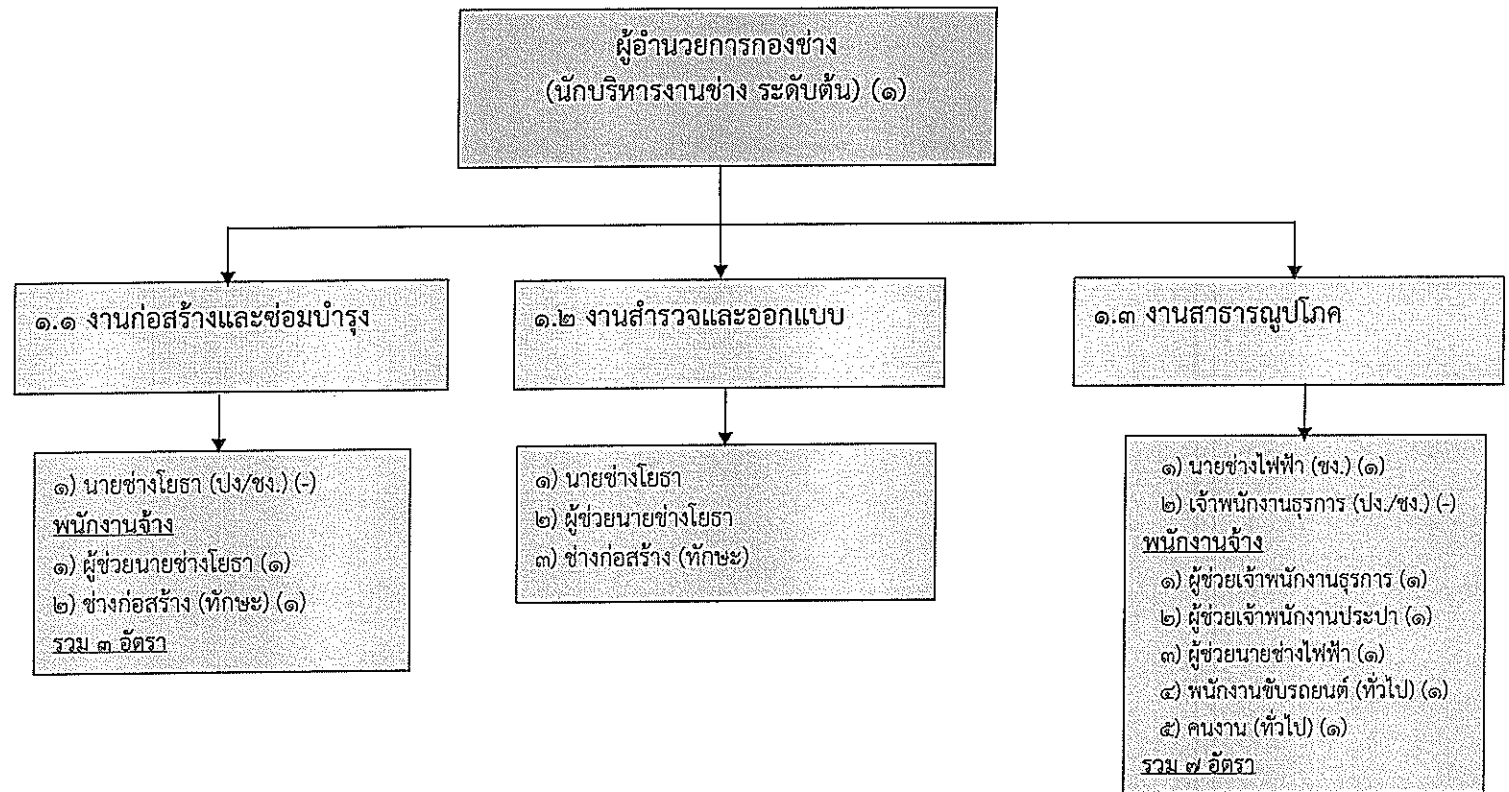 ผู้อำนวยการกองช่าง
(นักบริหารงานช่าง ระดับต้น) (๑)
๑.๑ งานก่อสร้างและซ่อมบำรุง
๑) นายช่างโยธา (ปง/ชง.) (-)
พนักงานจ้าง
๑) ผู้ช่วยนายช่างโยธา (๑)
๒) ช่างก่อสร้าง (ทักษะ) (๑)
รวม ๓ อัตรา
๑.๒ งานสำรวจและออกแบบ
๑) นายช่างโยธา
๒) ผู้ช่วยนายช่างโยธา
๓) ช่างก่อสร้าง (ทักษะ)
๑.๓ งานสาธารณูปโภค
๑) นายช่างไฟฟ้า (ชง.) (๑)
๒) เจ้าพนักงานธุรการ (ปง./ชง.) (-)
พนักงานจ้าง
๑) ผู้ช่วยเจ้าพนักงานธุรการ (๑)
๒) ผู้ช่วยเจ้าพนักงานประปา (๑)
๓) ผู้ช่วยนายช่างไฟฟ้า (๑)
๔) พนักงานขับรถยนต์ (ทั่วไป) (๑)
๕) คนงาน (ทั่วไป) (๑)
รวม ๗ อัตรา